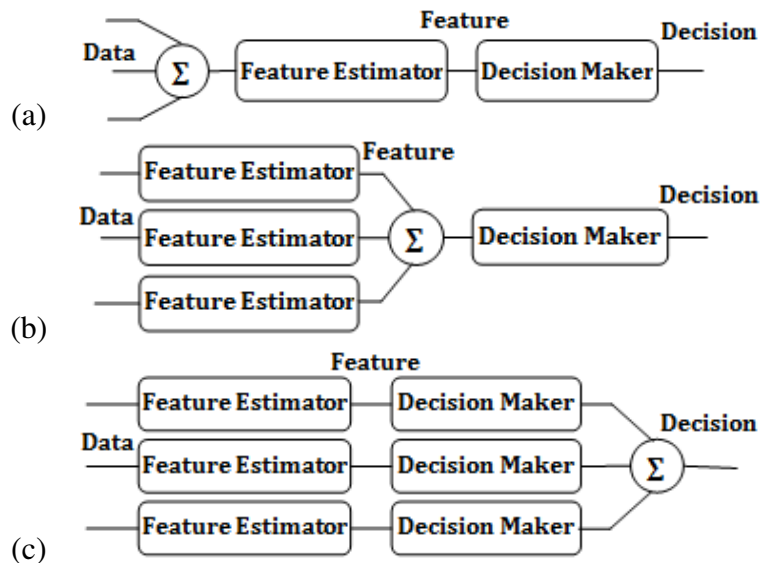 Feature
Decision
Data
Σ
Feature Estimator
Decision Maker
(a)
Feature Estimator
Feature
Decision
Data
Feature Estimator
Σ
Decision Maker
Feature Estimator
(b)
Feature
Feature Estimator
Decision Maker
Decision
Data
Feature Estimator
Decision Maker
Σ
Feature Estimator
Decision Maker
(c)